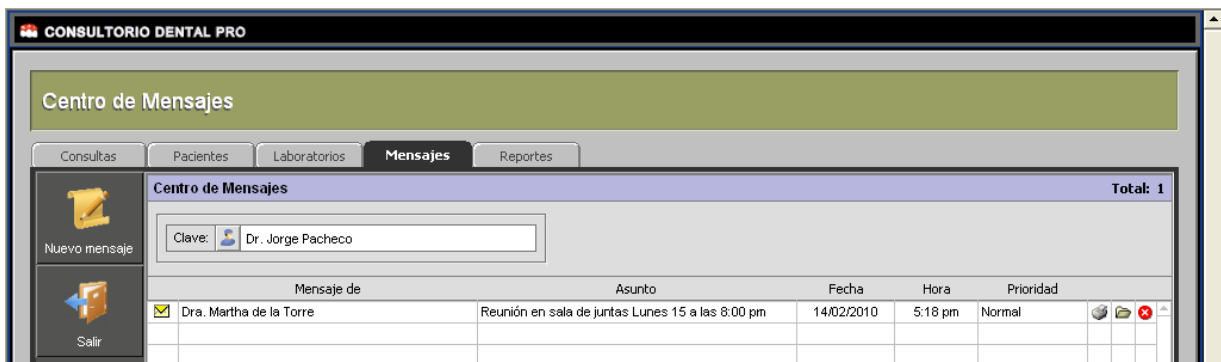 CONSULTORIO DENTAL PRO
Centro de Mensajes
Consultas Pacientes Laboratorios Mensajes Reportes
Centro de Mensajes Total: 1
Nuevo mensaje
Clave: Dr. Jorge Pacheco
Mensaje de Asunto Fecha Hora Prioridad
Dra. Martha de la Torre Reunión en sala de juntas Lunes 15 a las 8:00 pm 14/02/2010 5:18 pm Normal
Salir